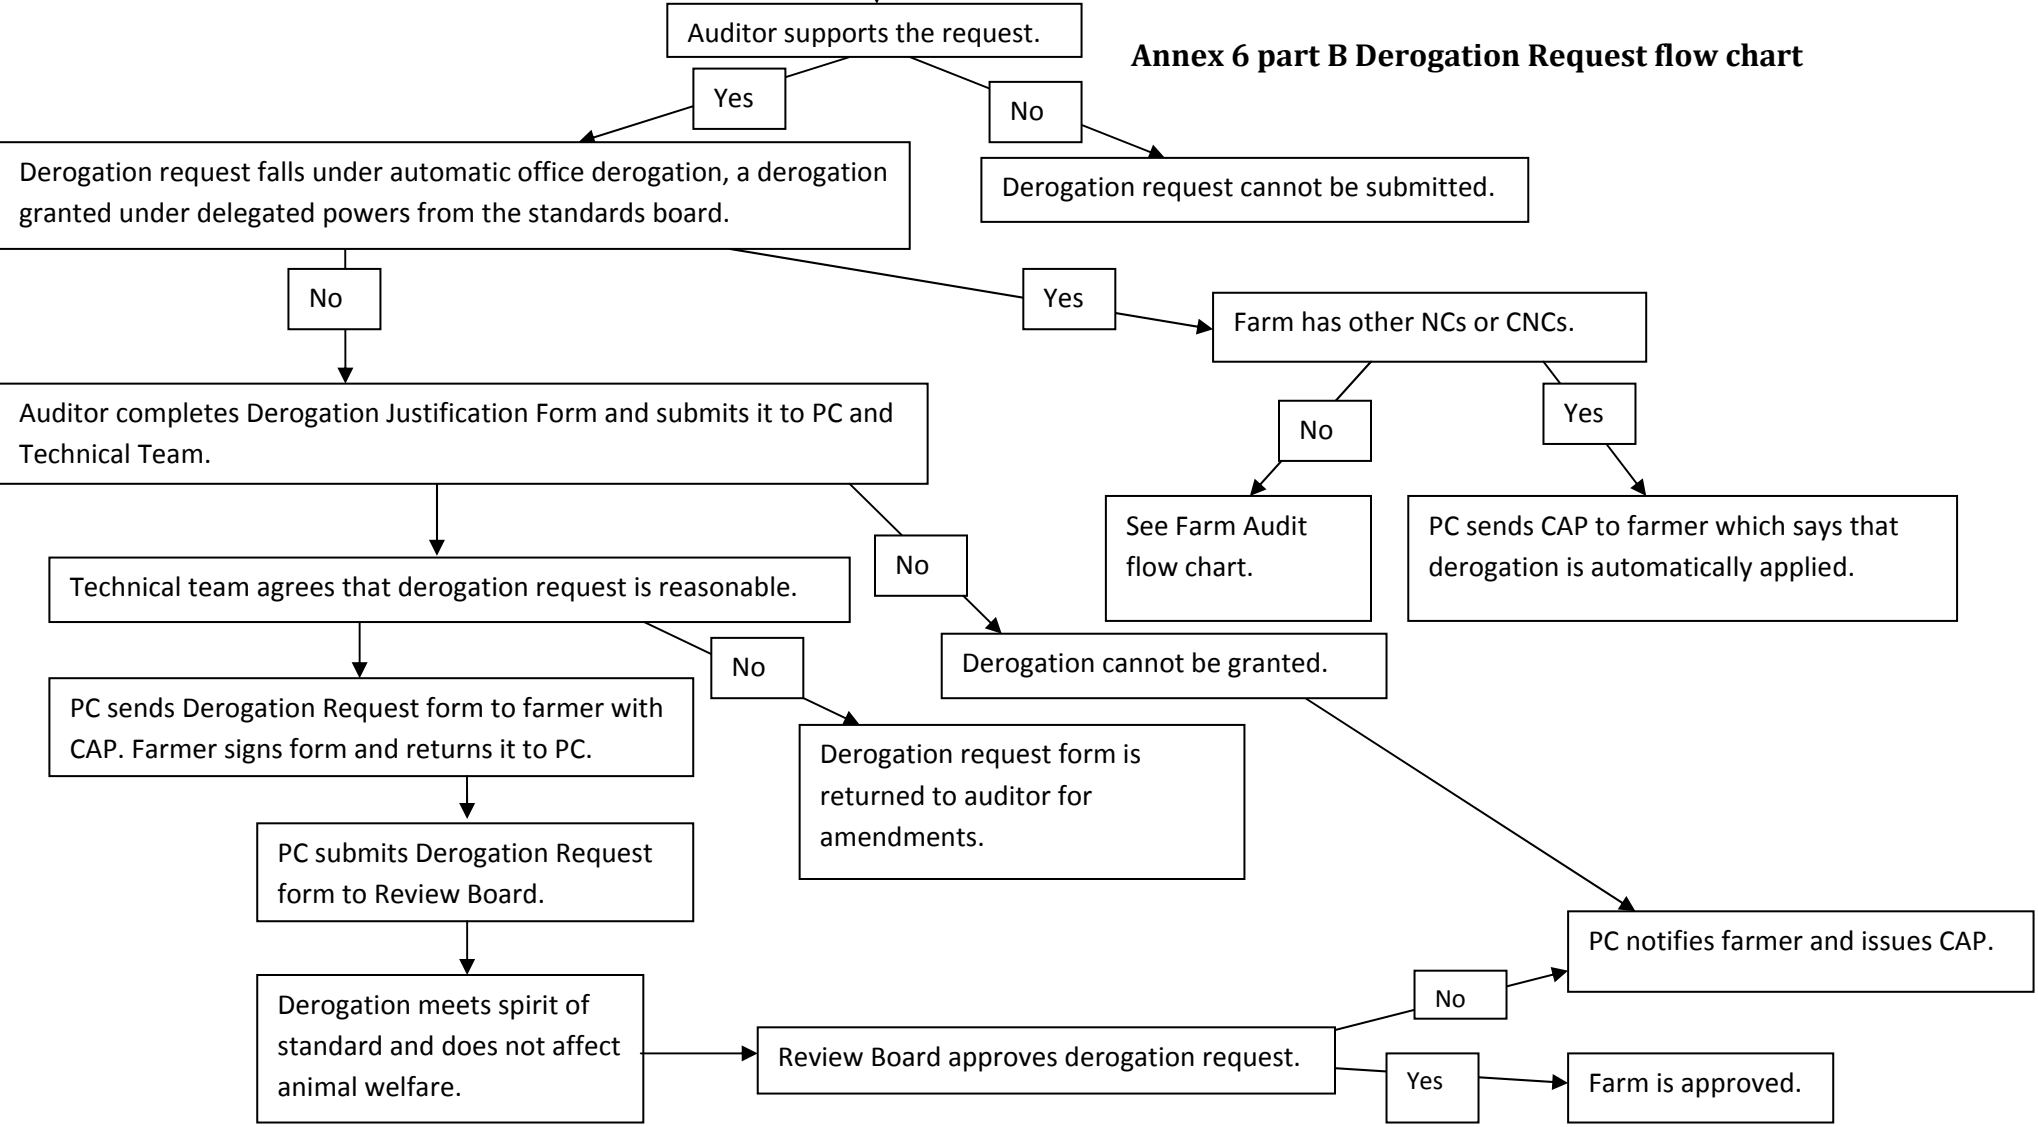 Auditor supports the request.
Annex 6 part B Derogation Request flow chart
Yes
No
Derogation request falls under automatic office derogation, a derogation
granted under delegated powers from the standards board.
Derogation request cannot be submitted.
No
Yes
Farm has other NCs or CNCs.
Auditor completes Derogation Justification Form and submits it to PC and
Technical Team.
No
Yes
See Farm Audit
flow chart.
PC sends CAP to farmer which says that
derogation is automatically applied.
No
Technical team agrees that derogation request is reasonable.
No
Derogation cannot be granted.
PC sends Derogation Request form to farmer with
CAP. Farmer signs form and returns it to PC.
Derogation request form is
returned to auditor for
amendments.
PC submits Derogation Request
form to Review Board.
PC notifies farmer and issues CAP.
Derogation meets spirit of
standard and does not affect
animal welfare.
No
Review Board approves derogation request.
Yes
Farm is approved.